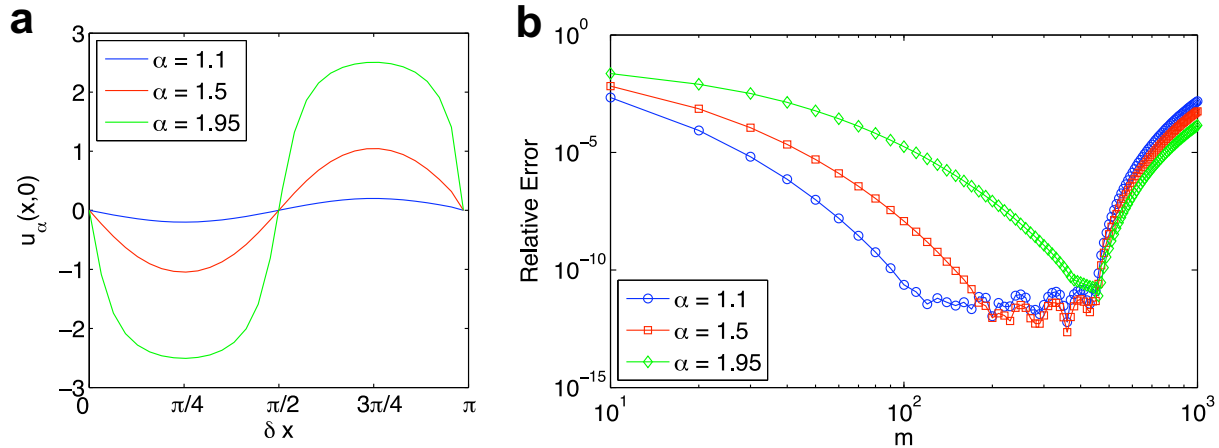 a
3
2
1
0
−1
−2
−3
u_α(x,0)
α = 1.1
α = 1.5
α = 1.95
0
π/4
π/2
3π/4
π
δ x
b
10^0
10^−5
10^−10
10^−15
Relative Error
α = 1.1
α = 1.5
α = 1.95
10^1
10^2
10^3
m